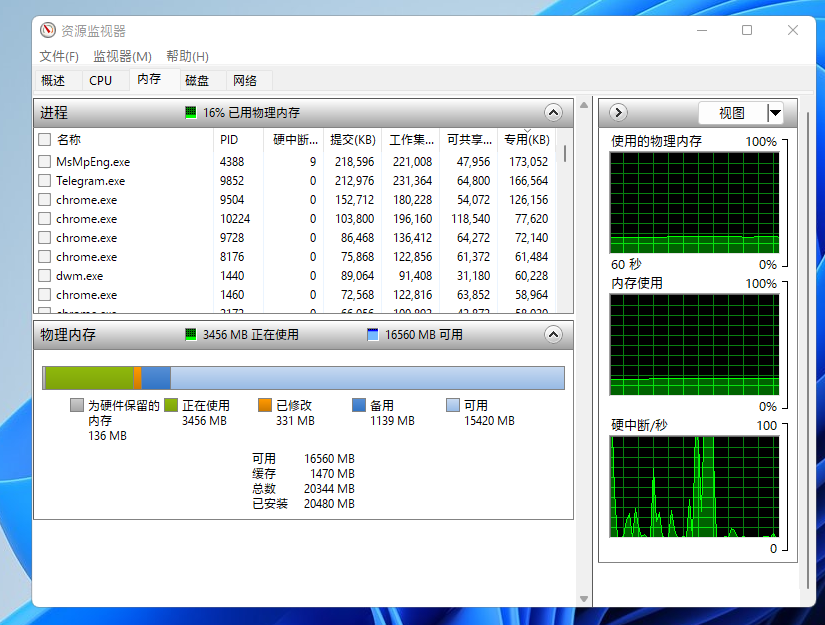 资源监视器
文件(F) 监视器(M) 帮助(H)
概述 CPU 内存 磁盘 网络
进程 16% 已用物理内存
名称 PID 硬中断... 提交(KB) 工作集... 可共享... 专用(KB)
MsMpEng.exe 4388 9 218,596 221,008 47,956 173,052
Telegram.exe 9852 0 212,976 231,364 64,800 166,564
chrome.exe 9504 0 152,712 180,228 54,072 126,156
chrome.exe 10224 0 103,800 196,160 118,540 77,620
chrome.exe 9728 0 86,468 136,412 64,272 72,140
chrome.exe 8176 0 75,868 122,856 61,372 61,484
dwm.exe 1440 0 89,064 91,408 31,180 60,228
chrome.exe 1460 0 72,568 122,816 63,852 58,964
物理内存 3456 MB 正在使用 16560 MB 可用
为硬件保留的 正在使用 已修改 备用 可用
内存 3456 MB 331 MB 1139 MB 15420 MB
136 MB
可用 16560 MB
缓存 1470 MB
总数 20344 MB
已安装 20480 MB
视图
使用的物理内存 100%
60 秒 0%
内存使用 100%
0%
硬中断/秒 100
0